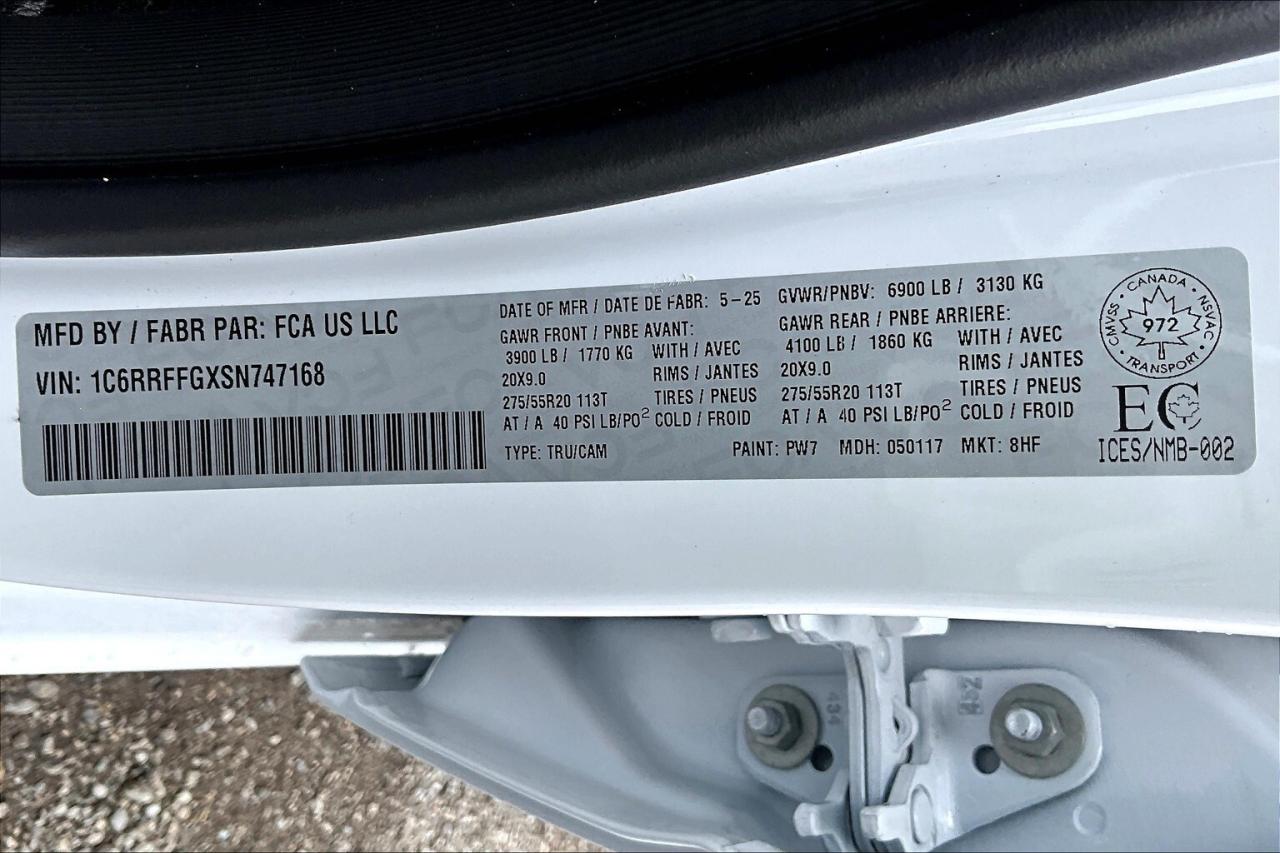 MFD BY / FABR PAR: FCA US LLC
VIN: 1C6RRFFGXSN747168
DATE OF MFR / DATE DE FABR: 5-25
GAWR FRONT / PNBE AVANT:
3900 LB / 1770 KG WITH / AVEC
20X9.0 RIMS / JANTES
275/55R20 113T TIRES / PNEUS
AT / A 40 PSI LB/PO² COLD / FROID
TYPE: TRU/CAM
GVWR/PNBV: 6900 LB / 3130 KG
GAWR REAR / PNBE ARRIERE:
4100 LB / 1860 KG WITH / AVEC
20X9.0 RIMS / JANTES
275/55R20 113T TIRES / PNEUS
AT / A 40 PSI LB/PO² COLD / FROID
PAINT: PW7 MDH: 050117 MKT: 8HF
CMVSS · CANADA · NSVAC
972
· TRANSPORT ·
EC
ICES/NMB-002
434